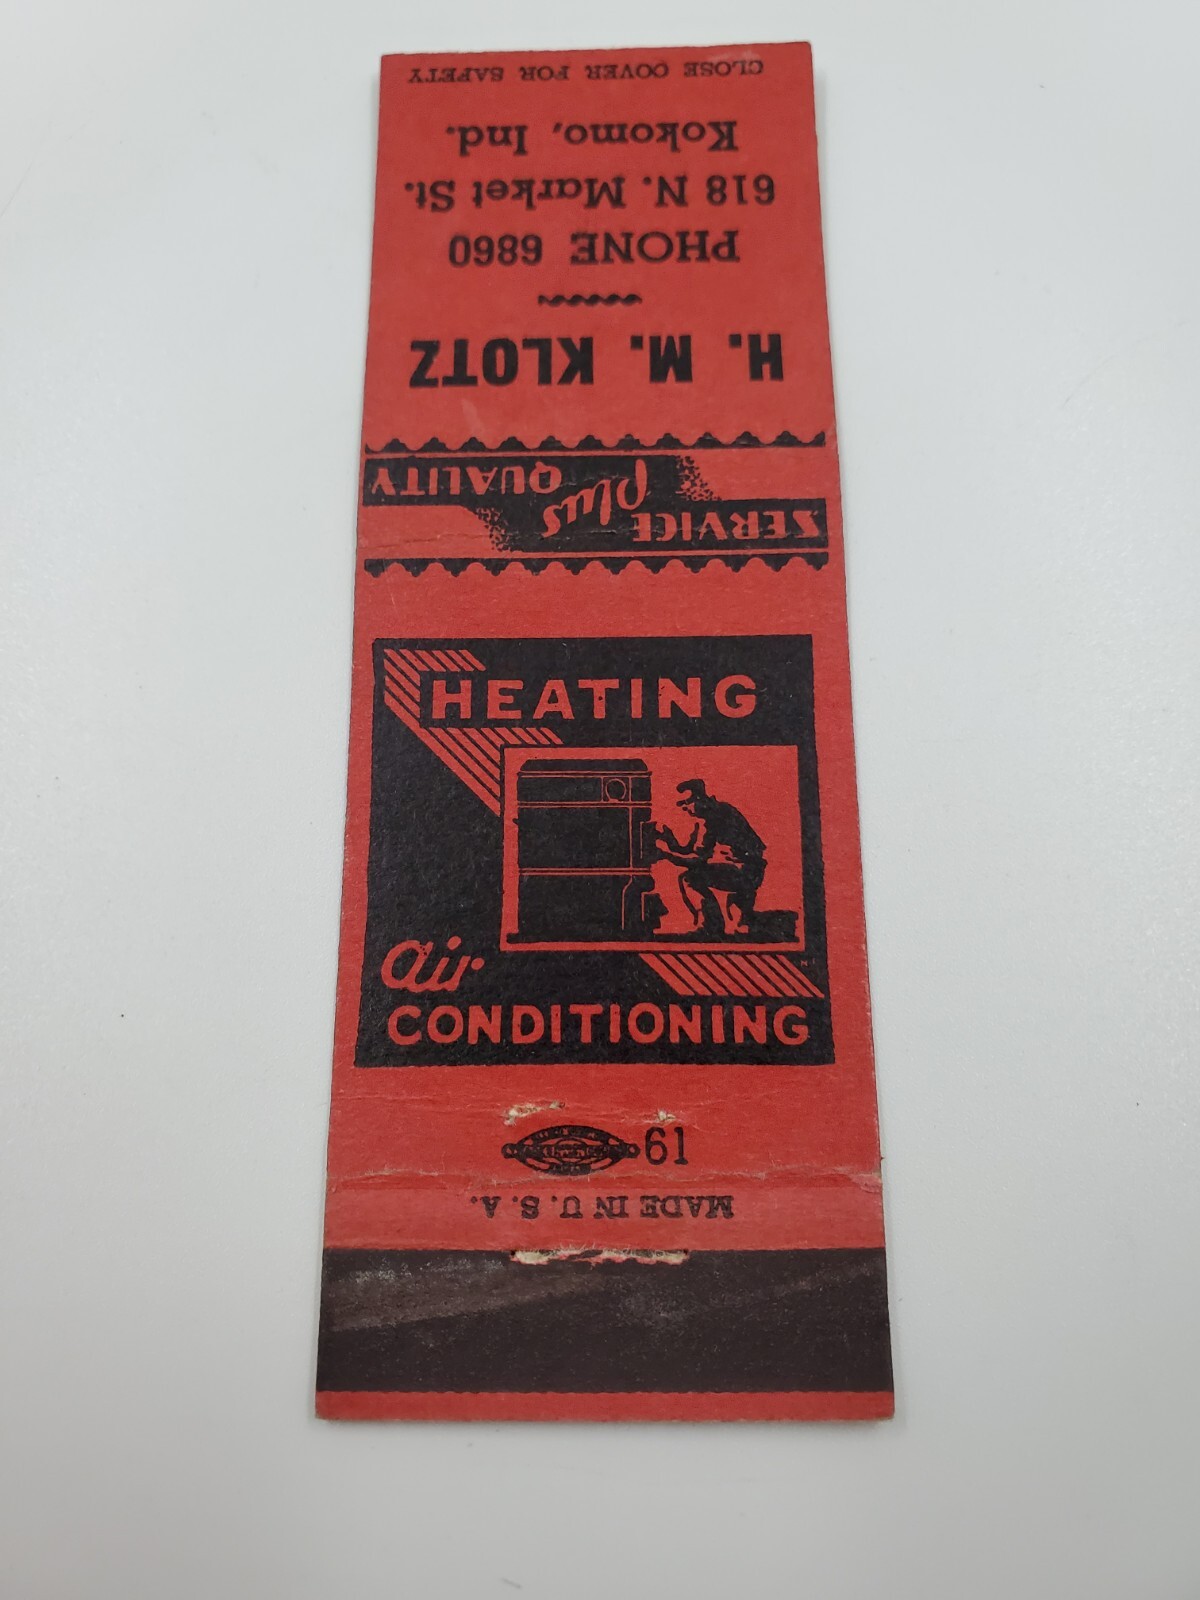 CLOSE COVER FOR SAFETY
Kokomo, Ind.
618 N. Market St.
PHONE 6860
H. M. KLOTZ
SERVICE
plus
QUALITY
HEATING
air
CONDITIONING
61
MADE IN U. S. A.